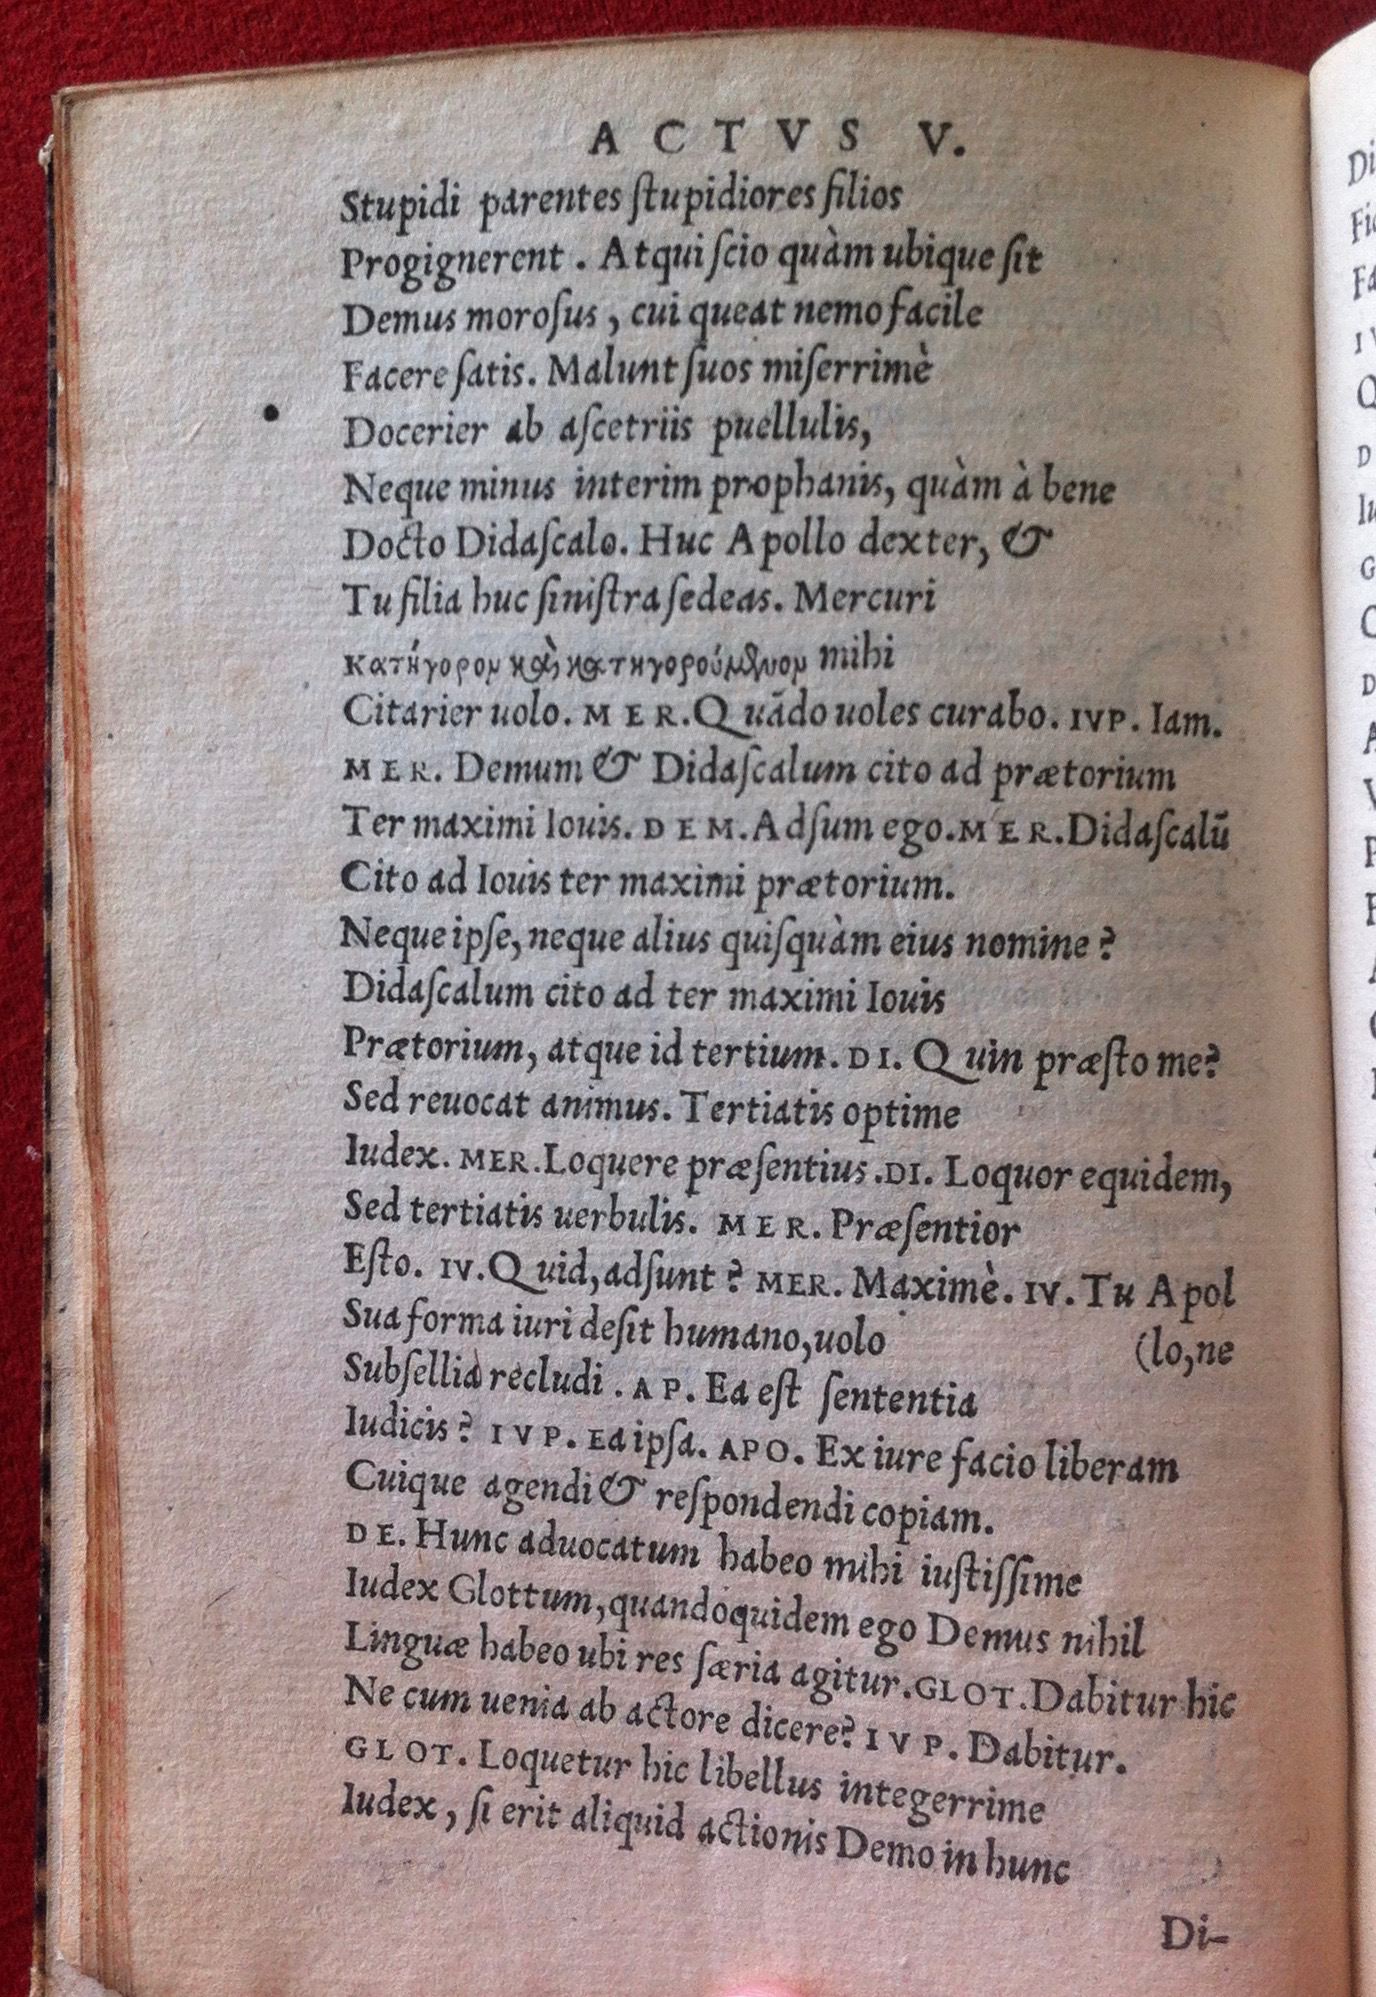 ACTVS V.
Stupidi parentes ſtupidiores filios
Progignerent. Atqui ſcio quàm ubique ſit
Demus moroſus, cui queat nemo facile
Facere ſatis. Malunt ſuos miſerrimè
Docerier ab aſcetriis puellulis,
Neque minus interim prophanis, quàm à bene
Docto Didaſcalo. Huc Apollo dexter, &
Tu filia huc ſiniſtra ſedeas. Mercuri
κατήγορον καὶ κατηγορούμενον mihi
Citarier uolo. MER. Quãdo uoles curabo. IVP. Iam.
MER. Demum & Didaſcalum cito ad prætorium
Ter maximi Iouis. DEM. Adſum ego. MER. Didaſcalũ
Cito ad Iouis ter maximi prætorium.
Neque ipſe, neque alius quiſquàm eius nomine?
Didaſcalum cito ad ter maximi Iouis
Prætorium, atque id tertium. DI. Quin præſto me?
Sed reuocat animus. Tertiatis optime
Iudex. MER. Loquere præſentius. DI. Loquor equidem,
Sed tertiatis uerbulis. MER. Præſentior
Eſto. IV. Quid, adſunt? MER. Maximè. IV. Tu Apol
Sua forma iuri deſit humano, uolo (lo, ne
Subſellia recludi. AP. Ea eſt ſententia
Iudicis? IVP. Ea ipſa. APO. Ex iure facio liberam
Cuique agendi & reſpondendi copiam.
DE. Hunc aduocatum habeo mihi iuſtiſſime
Iudex Glottum, quandoquidem ego Demus nihil
Linguæ habeo ubi res ſæria agitur. GLOT. Dabitur hic
Ne cum uenia ab actore dicere? IVP. Dabitur.
GLOT. Loquetur hic libellus integerrime
Iudex, ſi erit aliquid actionis Demo in hunc
Di-